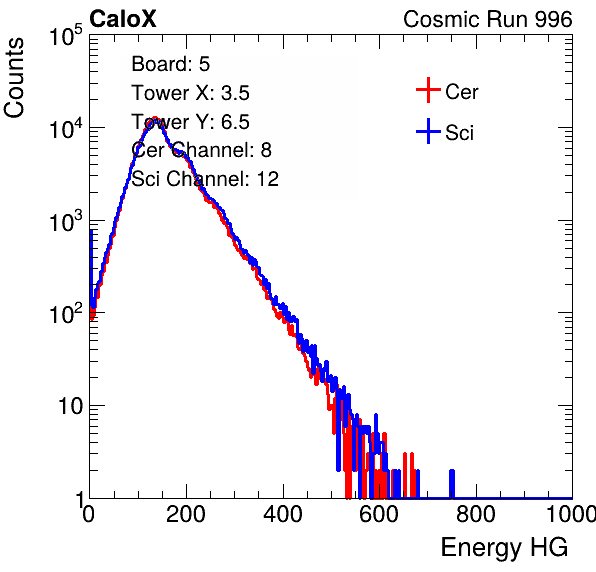 CaloX Cosmic Run 996
Counts
Board: 5
Tower X: 3.5
Tower Y: 6.5
Cer Channel: 8
Sci Channel: 12
Cer
Sci
10^5
10^4
10^3
10^2
10
1
0 200 400 600 800 1000
Energy HG